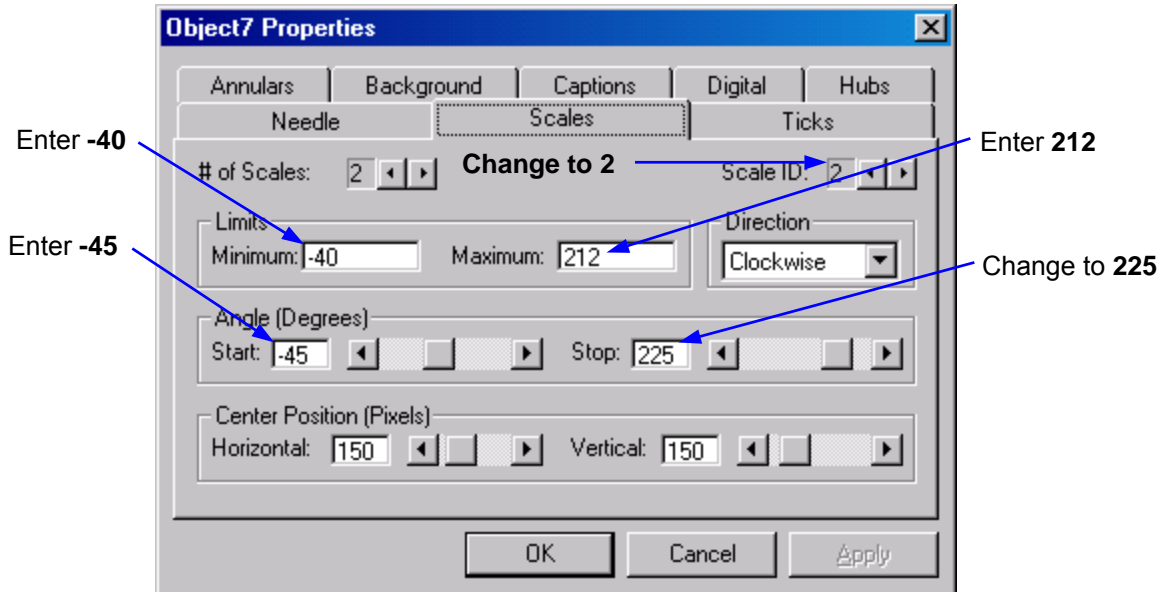 Object7 Properties
Annulars Background Captions Digital Hubs
Needle Scales Ticks
Enter -40
Enter 212
# of Scales: 2 Change to 2 Scale ID: 2
Limits Direction
Enter -45
Minimum: -40 Maximum: 212 Clockwise
Change to 225
Angle (Degrees)
Start: -45 Stop: 225
Center Position (Pixels)
Horizontal: 150 Vertical: 150
OK Cancel Apply